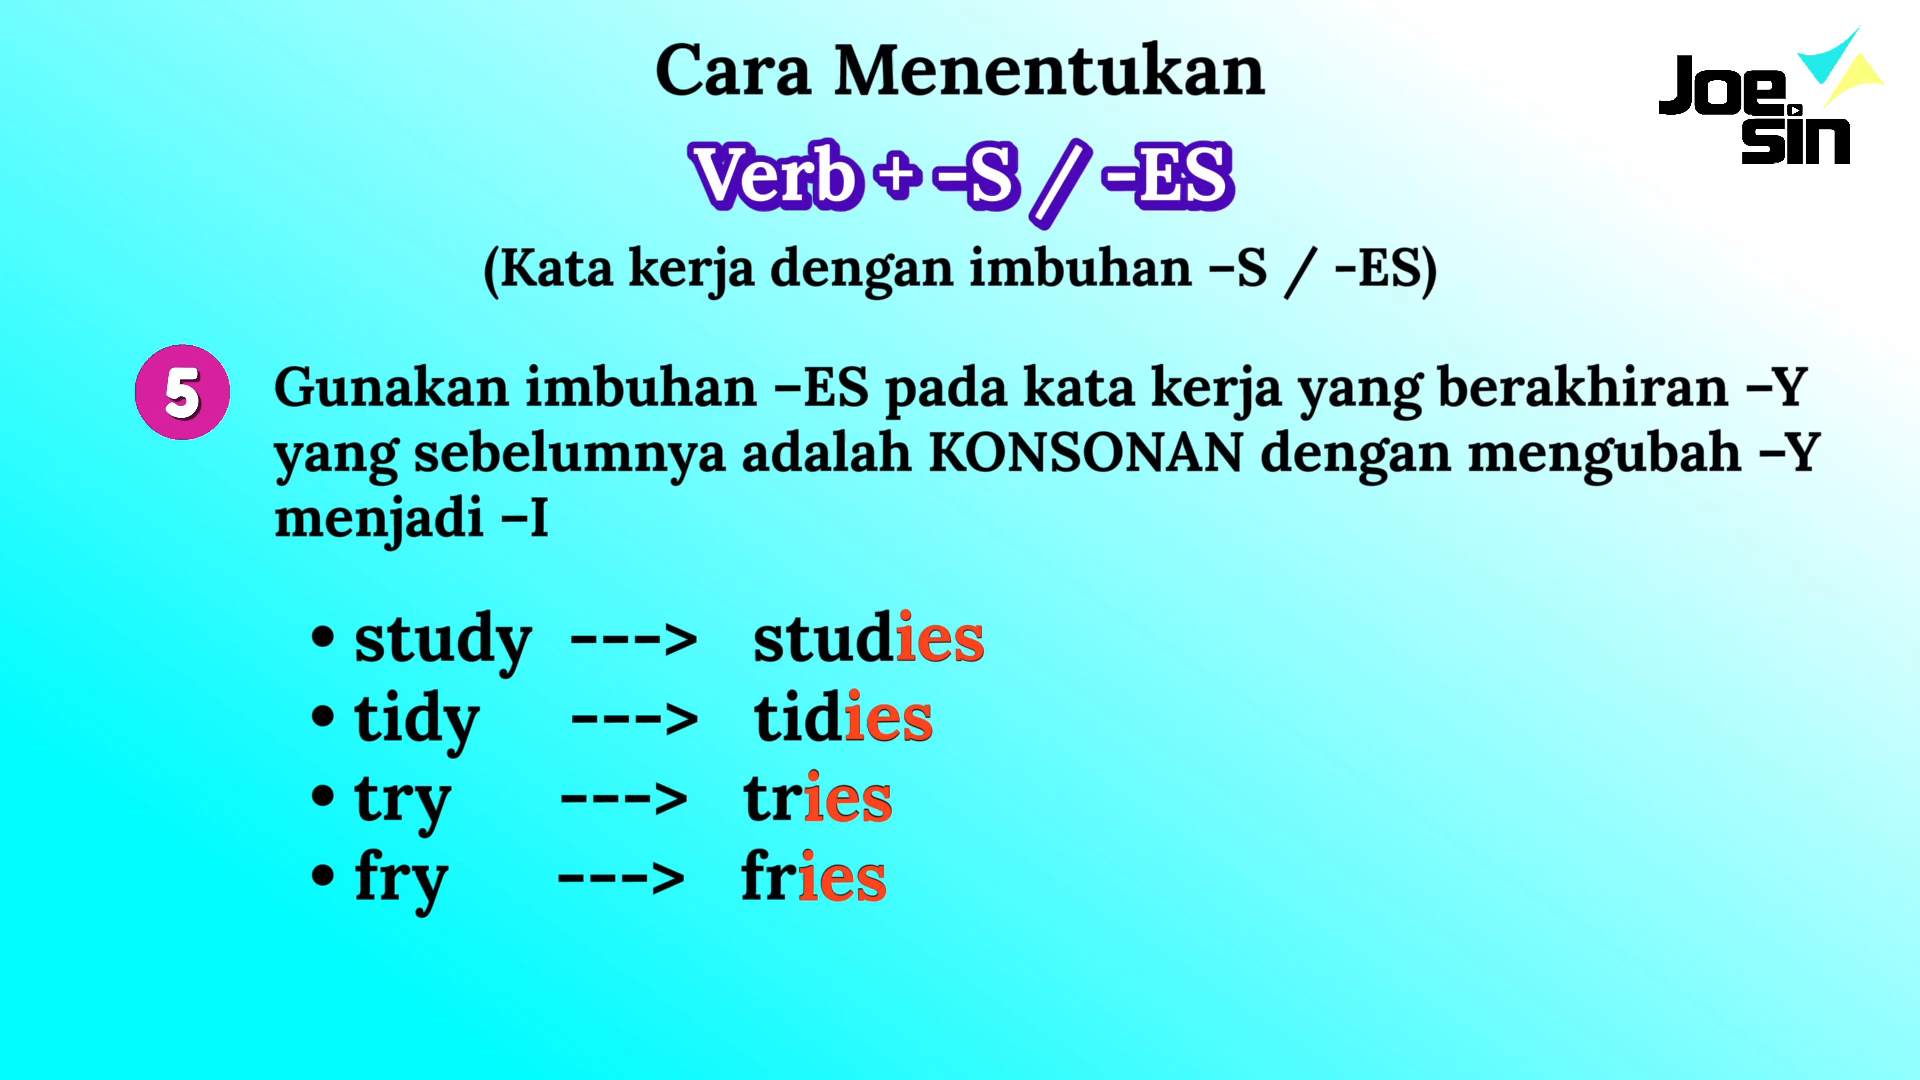 Cara Menentukan
Joe
sin
Verb + -S / -ES
(Kata kerja dengan imbuhan –S / -ES)
5
Gunakan imbuhan –ES pada kata kerja yang berakhiran –Y
yang sebelumnya adalah KONSONAN dengan mengubah –Y
menjadi –I
• study ---> studies
• tidy ---> tidies
• try ---> tries
• fry ---> fries